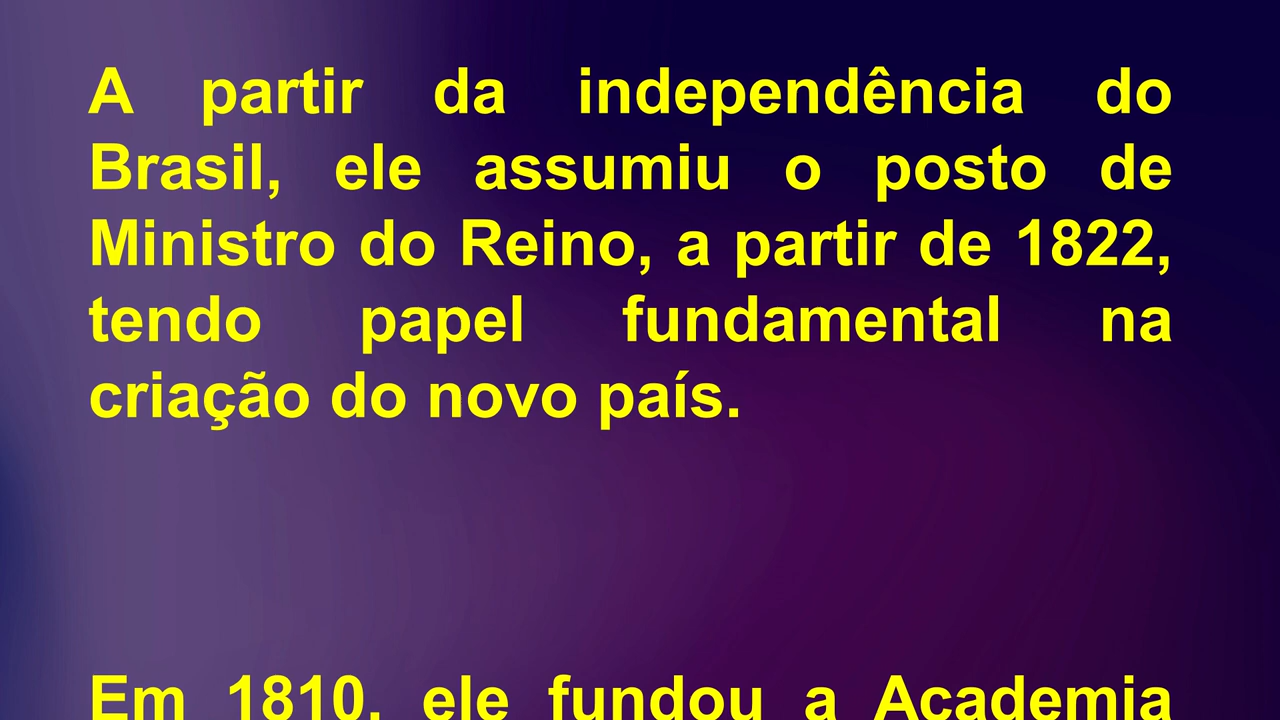 A partir da independência do
Brasil, ele assumiu o posto de
Ministro do Reino, a partir de 1822,
tendo papel fundamental na
criação do novo país.
Em 1810, ele fundou a Academia